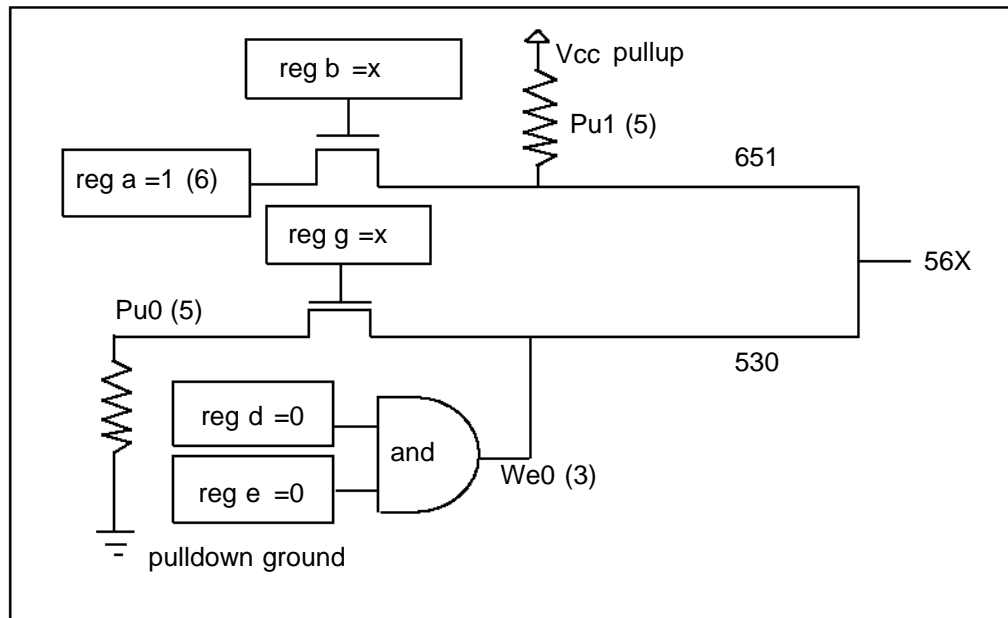 reg b =x
Vcc pullup
Pu1 (5)
651
reg a =1 (6)
reg g =x
56X
Pu0 (5)
530
reg d =0
and
We0 (3)
reg e =0
pulldown ground